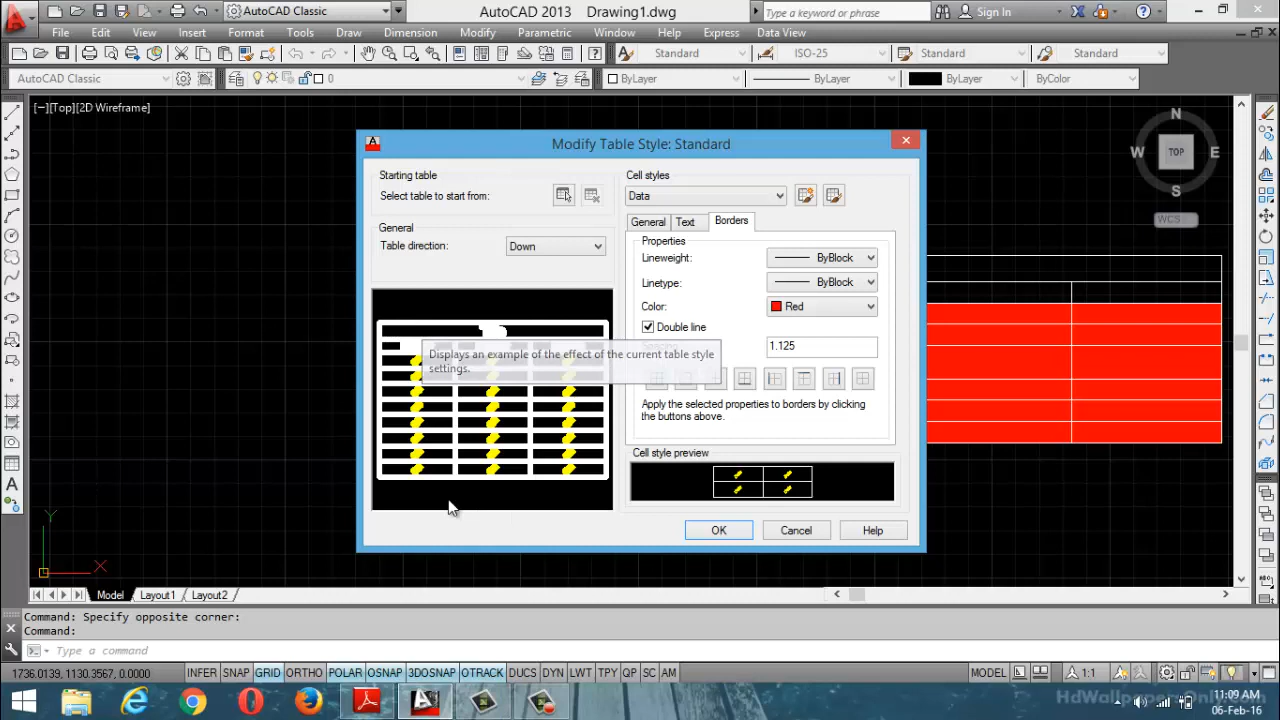 AutoCAD Classic
AutoCAD 2013 Drawing1.dwg
Type a keyword or phrase
Sign In
File Edit View Insert Format Tools Draw Dimension Modify Parametric Window Help Express Data View
Standard ISO-25 Standard Standard
AutoCAD Classic 0 ByLayer ByLayer ByLayer ByColor
[−][Top][2D Wireframe]
N
W TOP E
S
WCS
Modify Table Style: Standard
Starting table
Select table to start from:
General
Table direction: Down
Displays an example of the effect of the current table style
settings.
Cell styles
Data
General Text Borders
Properties
Lineweight: ByBlock
Linetype: ByBlock
Color: Red
Double line
1.125
Apply the selected properties to borders by clicking
the buttons above.
Cell style preview
OK Cancel Help
Y
X
Model Layout1 Layout2
Command: Specify opposite corner:
Command:
Type a command
1736.0139, 1130.3567, 0.0000 INFER SNAP GRID ORTHO POLAR OSNAP 3DOSNAP OTRACK DUCS DYN LWT TPY QP SC AM MODEL 1:1
HdWallpapersOnly.com
11:09 AM
06-Feb-16